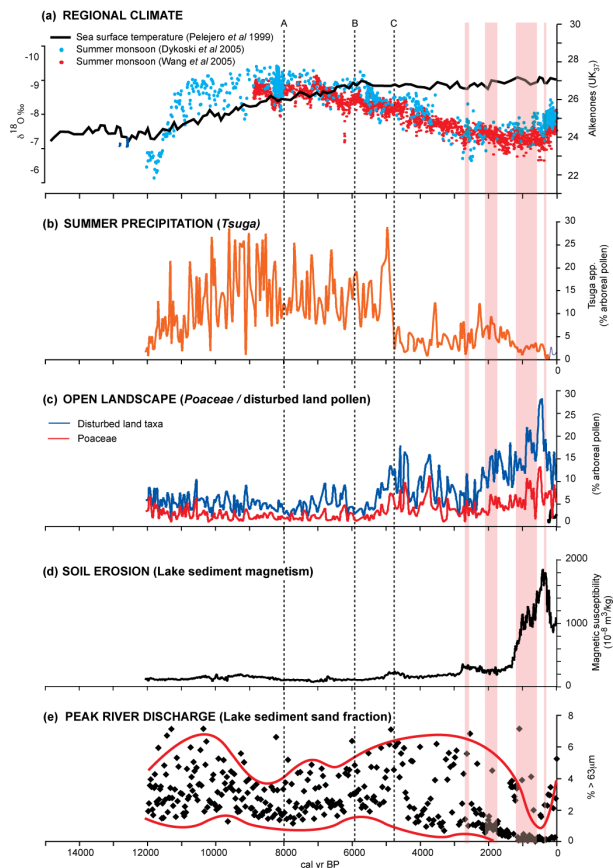 (a) REGIONAL CLIMATE
A B C
Sea surface temperature (Pelejero et al 1999)
Summer monsoon (Dykoski et al 2005)
Summer monsoon (Wang et al 2005)
-10
-9
-8
-7
-6
δ18O ‰
30
28
26
24
22
Alkenones (UK37)
(b) SUMMER PRECIPITATION (Tsuga)
30
25
20
15
10
5
0
0
Tsuga spp.
(% arboreal pollen)
(c) OPEN LANDSCAPE (Poaceae / disturbed land pollen)
Disturbed land taxa
Poaceae
30
25
20
15
10
5
0
(% arboreal pollen)
(d) SOIL EROSION (Lake sediment magnetism)
2000
1000
0
Magnetic susceptibility
(10-8 m3/kg)
(e) PEAK RIVER DISCHARGE (Lake sediment sand fraction)
8
6
4
2
0
% > 63µm
14000 12000 10000 8000 6000 4000 2000 0
cal yr BP